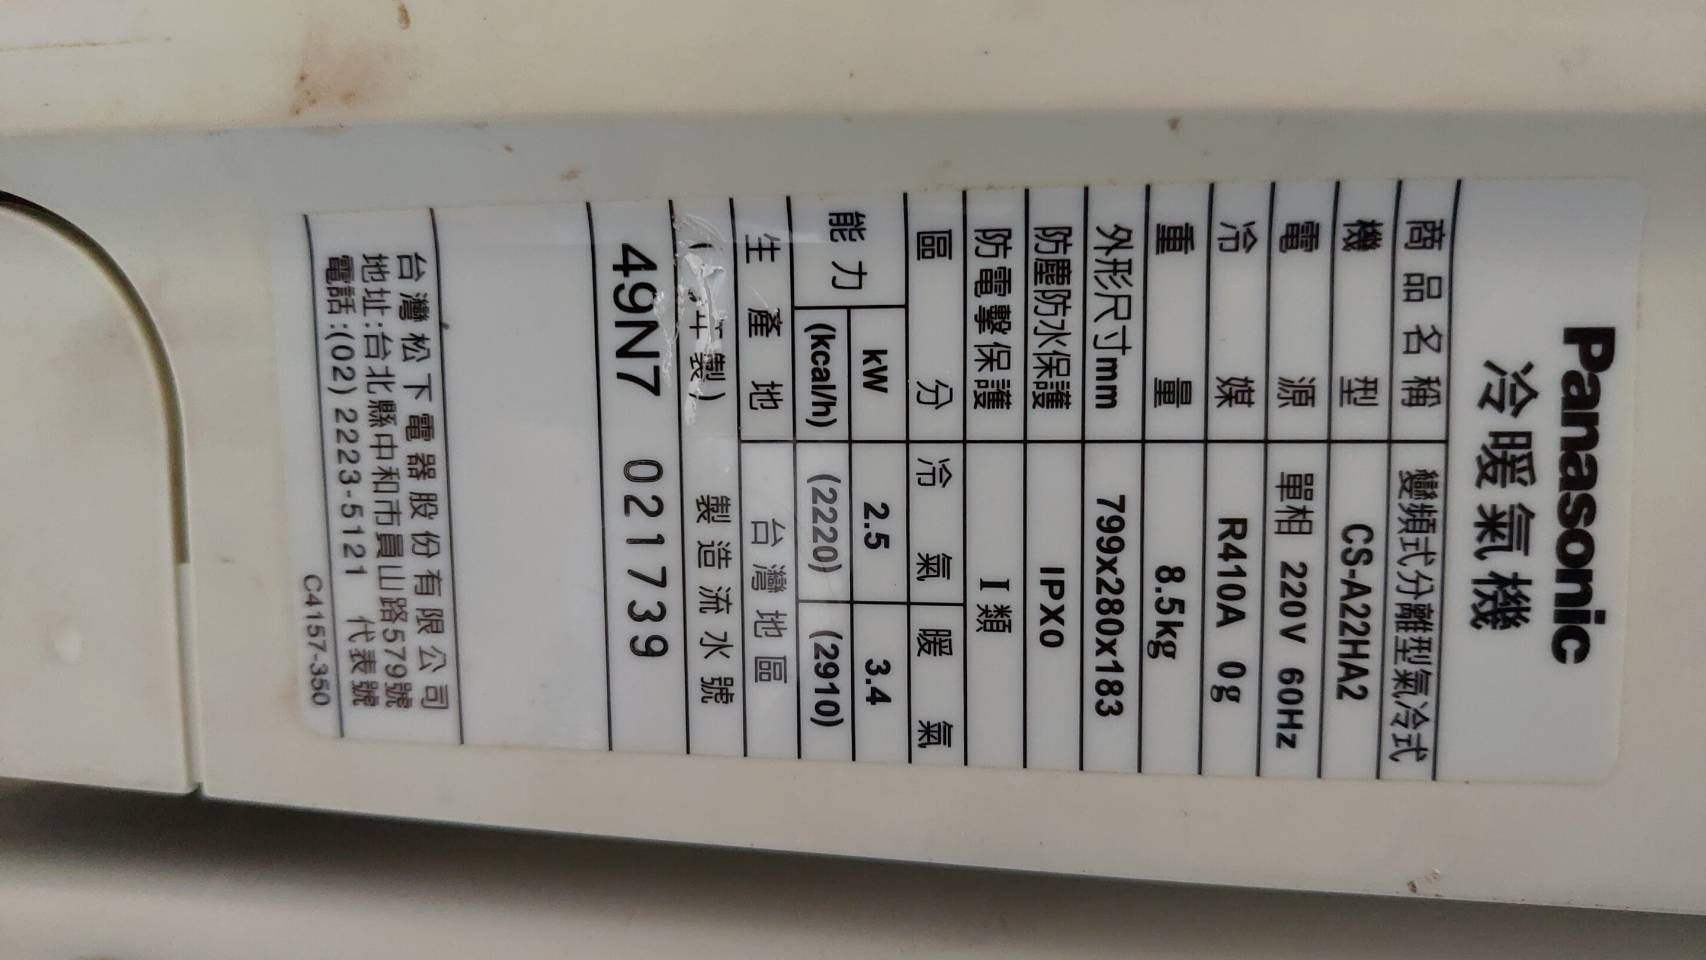 Panasonic
冷暖氣機
商品名稱 變頻式分離型氣冷式
機型 CS-A22HA2
電源 單相 220V 60Hz
冷媒 R410A 0g
重量 8.5kg
外形尺寸mm 799x280x183
防塵防水保護 IPX0
防電擊保護 I 類
區分 冷氣 暖氣
能力 kW 2.5 3.4
(kcal/h) (2220) (2910)
生產地 台灣地區
製) 製造流水號
49N7 021739
台灣松下電器股份有限公司
地址:台北縣中和市員山路579號
電話:(02) 2223-5121 代表號
C4157-350